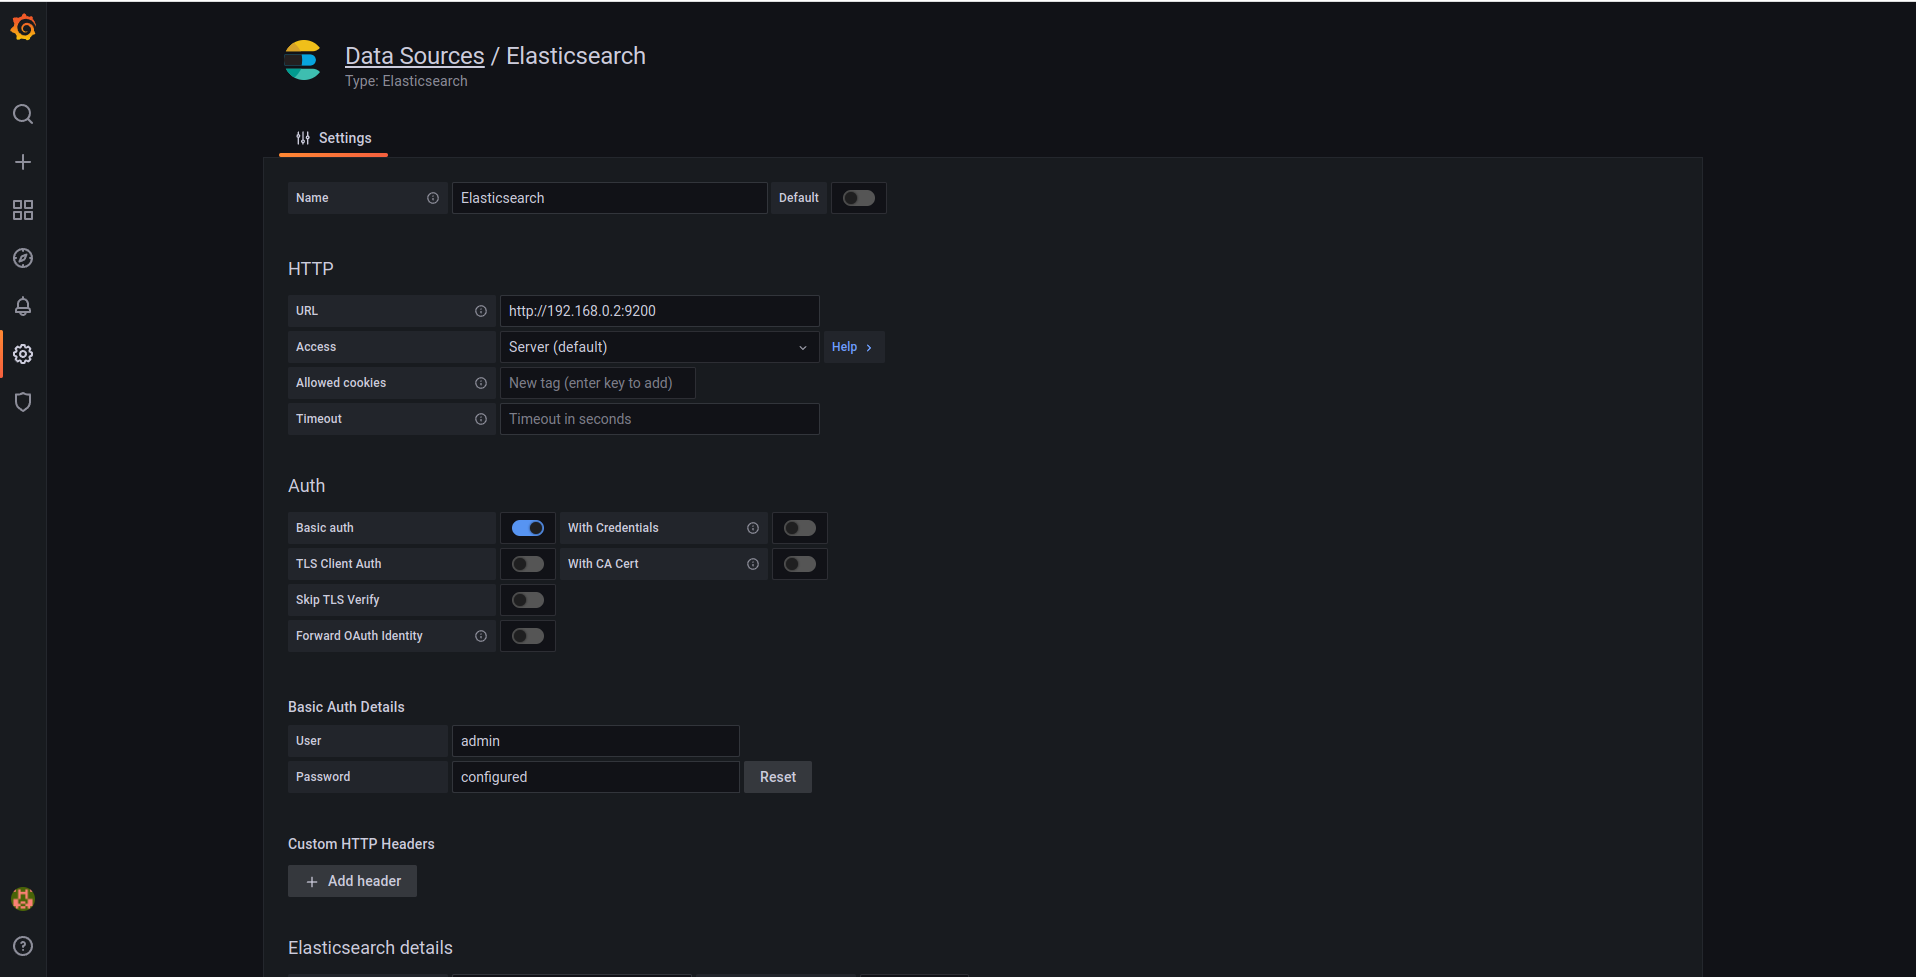 Data Sources / Elasticsearch
Type: Elasticsearch
Settings
Name Elasticsearch Default
HTTP
URL http://192.168.0.2:9200
Access Server (default) Help
Allowed cookies New tag (enter key to add)
Timeout Timeout in seconds
Auth
Basic auth With Credentials
TLS Client Auth With CA Cert
Skip TLS Verify
Forward OAuth Identity
Basic Auth Details
User admin
Password configured Reset
Custom HTTP Headers
Add header
Elasticsearch details